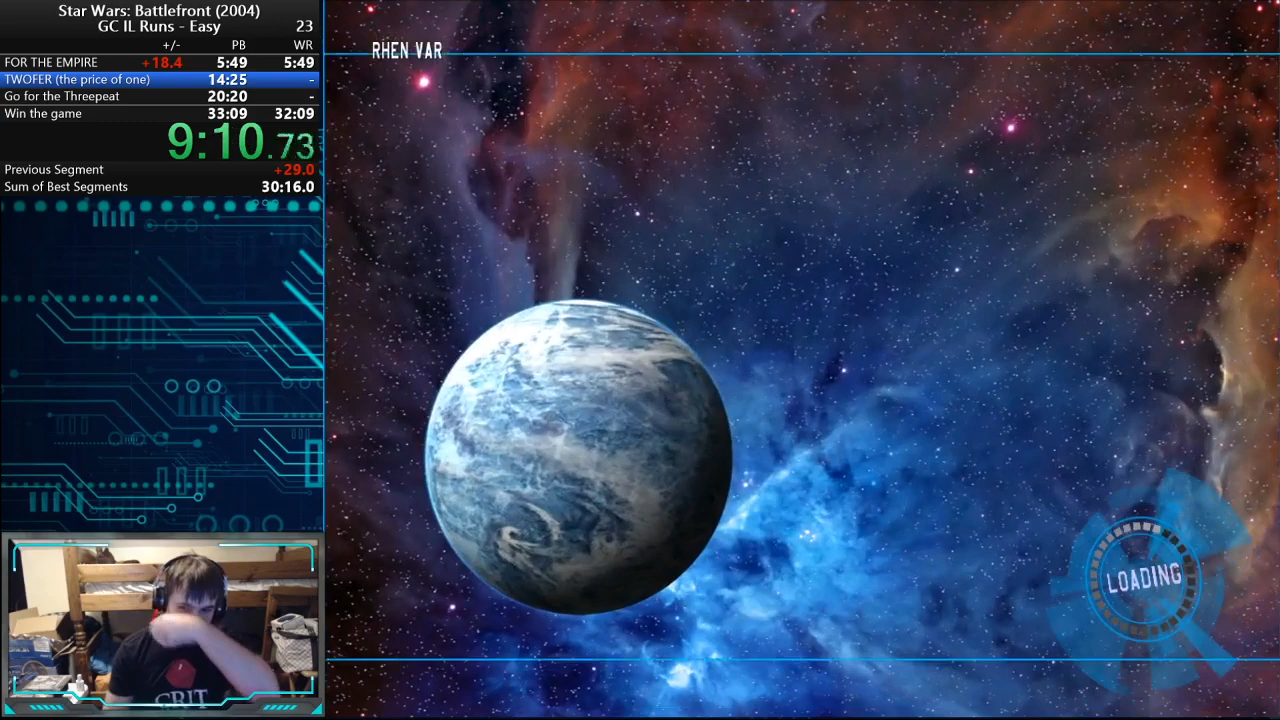 Star Wars: Battlefront (2004)
GC IL Runs - Easy 23
+/- PB WR
FOR THE EMPIRE +18.4 5:49 5:49
TWOFER (the price of one) 14:25 -
Go for the Threepeat 20:20 -
Win the game 33:09 32:09
9:10.73
Previous Segment +29.0
Sum of Best Segments 30:16.0
RHEN VAR
LOADING
GRIT